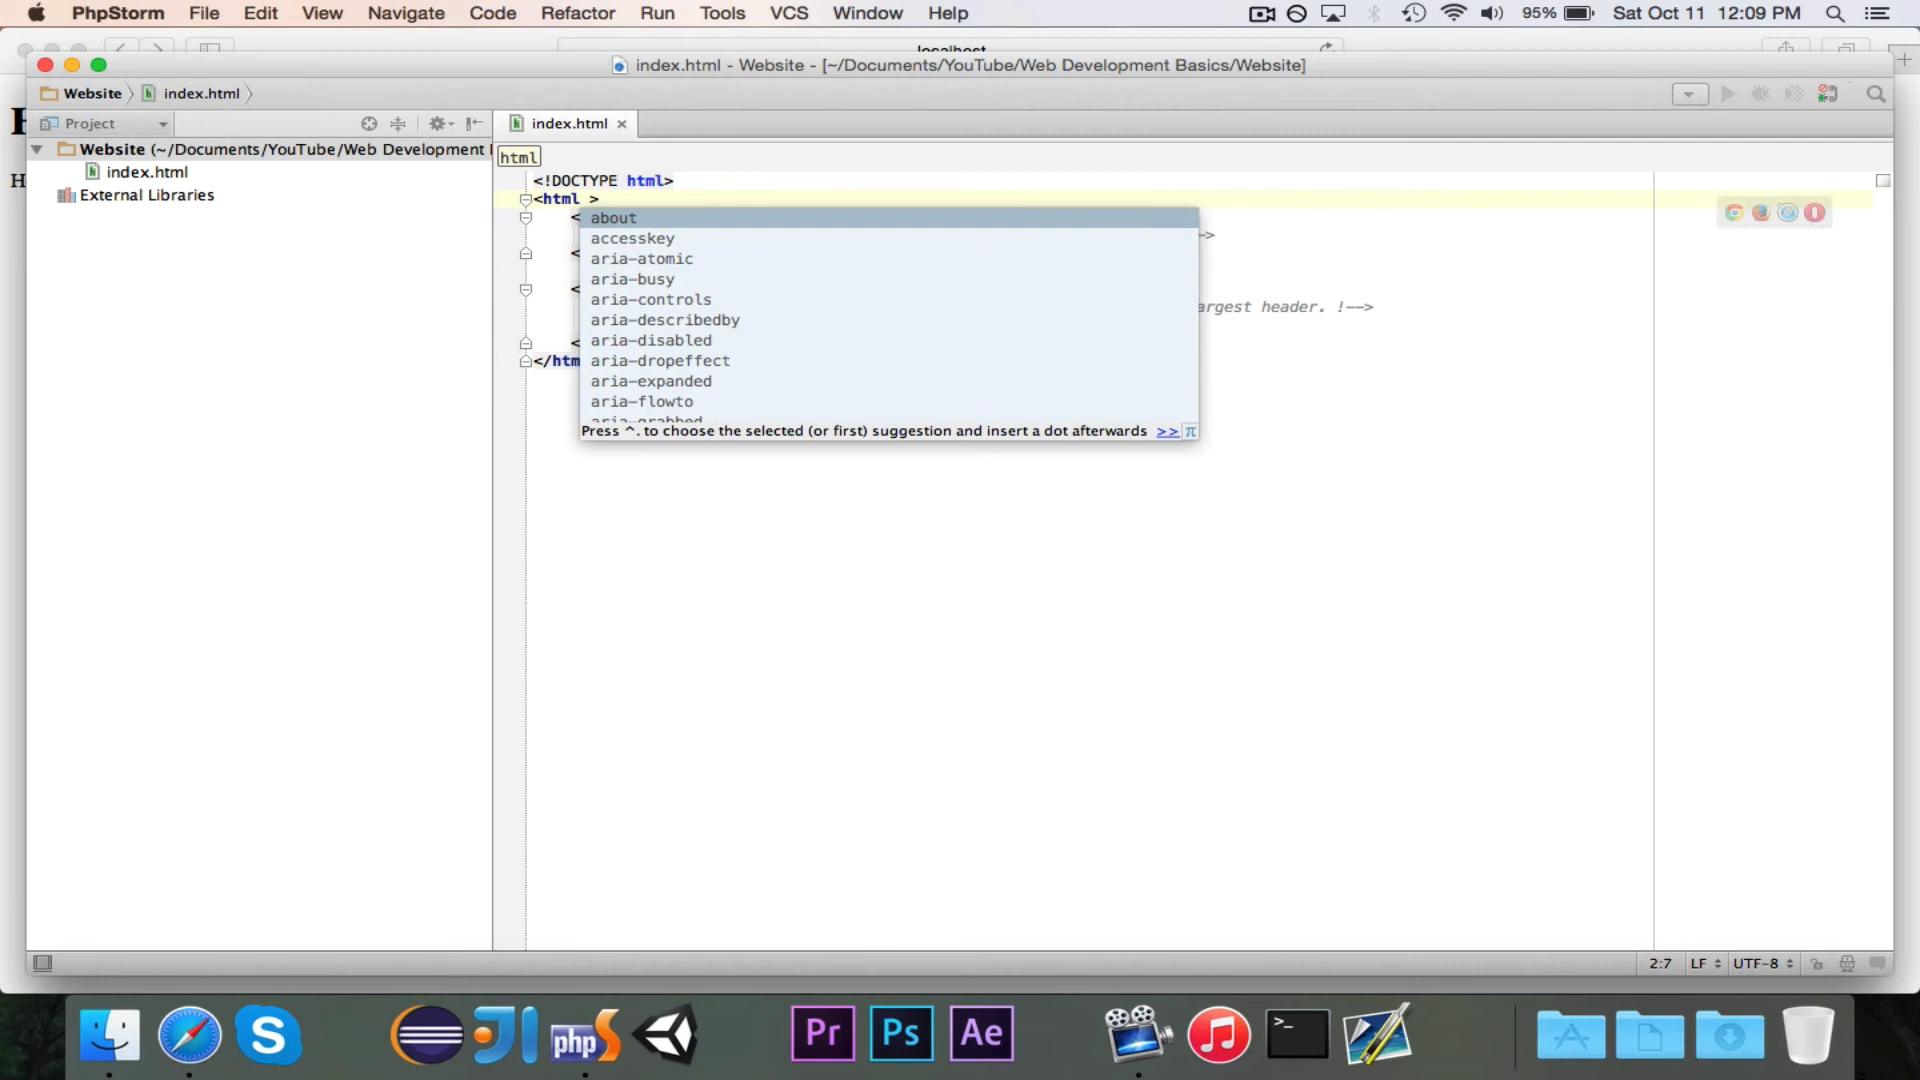 PhpStorm File Edit View Navigate Code Refactor Run Tools VCS Window Help 95% Sat Oct 11 12:09 PM
index.html - Website - [~/Documents/YouTube/Web Development Basics/Website]
Website index.html
Project
index.html
Website (~/Documents/YouTube/Web Development
index.html
External Libraries
html
<!DOCTYPE html>
<html >
<
-->
<
<
argest header. !-->
<
</htm
about
accesskey
aria-atomic
aria-busy
aria-controls
aria-describedby
aria-disabled
aria-dropeffect
aria-expanded
aria-flowto
Press ^. to choose the selected (or first) suggestion and insert a dot afterwards >> π
2:7 LF UTF-8
S
JI
php S
Pr
Ps
Ae
>_